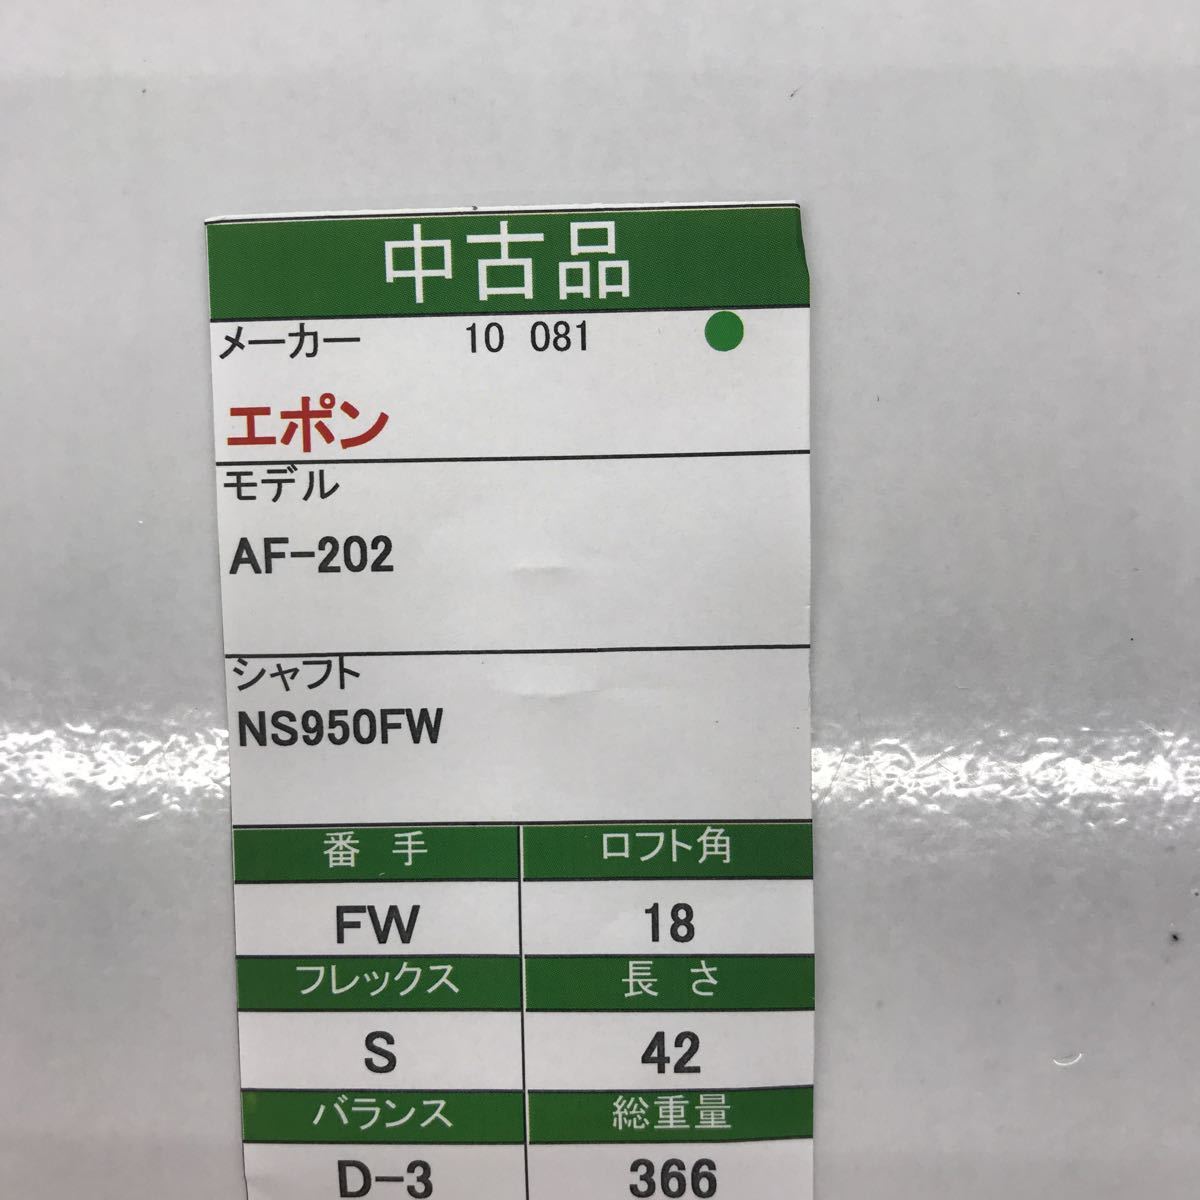 中古品
メーカー 10 081
エポン
モデル
AF-202
シャフト
NS950FW
番手 ロフト角
FW 18
フレックス 長さ
S 42
バランス 総重量
D-3 366